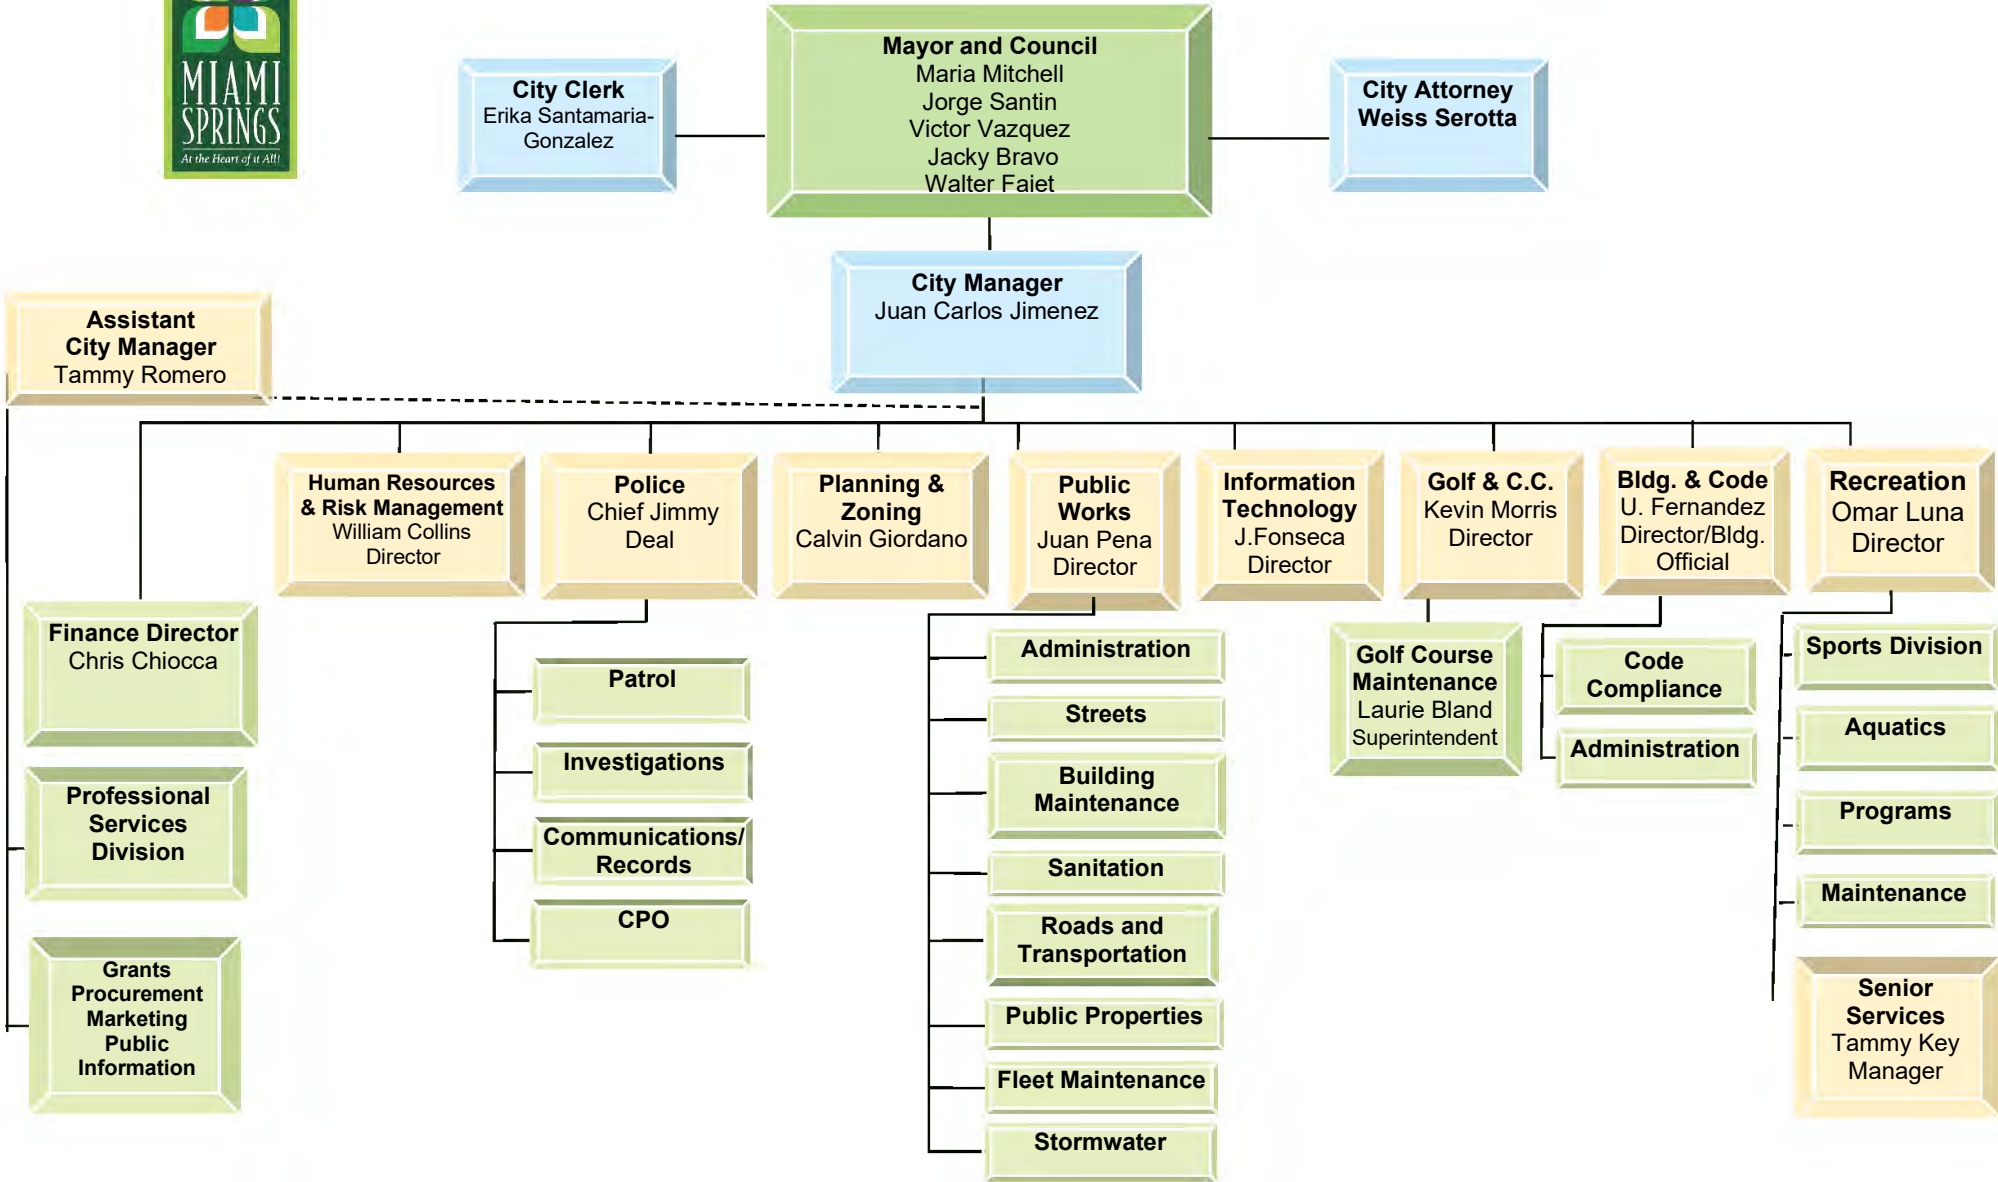 MIAMI
SPRINGS
At the Heart of it All!
City Clerk
Erika Santamaria-
Gonzalez
Mayor and Council
Maria Mitchell
Jorge Santin
Victor Vazquez
Jacky Bravo
Walter Fajet
City Attorney
Weiss Serotta
City Manager
Juan Carlos Jimenez
Assistant
City Manager
Tammy Romero
Human Resources
& Risk Management
William Collins
Director
Police
Chief Jimmy
Deal
Planning &
Zoning
Calvin Giordano
Public
Works
Juan Pena
Director
Information
Technology
J.Fonseca
Director
Golf & C.C.
Kevin Morris
Director
Bldg. & Code
U. Fernandez
Director/Bldg.
Official
Recreation
Omar Luna
Director
Finance Director
Chris Chiocca
Professional
Services
Division
Grants
Procurement
Marketing
Public
Information
Patrol
Investigations
Communications/
Records
CPO
Administration
Streets
Building
Maintenance
Sanitation
Roads and
Transportation
Public Properties
Fleet Maintenance
Stormwater
Golf Course
Maintenance
Laurie Bland
Superintendent
Code
Compliance
Administration
Sports Division
Aquatics
Programs
Maintenance
Senior
Services
Tammy Key
Manager